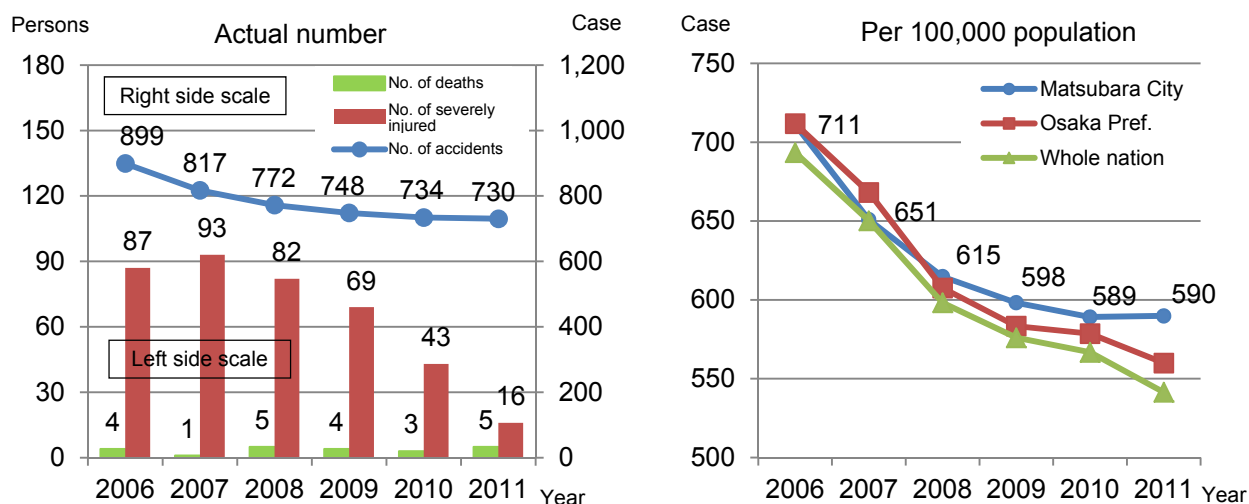 Persons
Case
Actual number
180
150
120
90
60
30
0
1,200
1,000
800
600
400
200
0
No. of deaths
No. of severely
injured
No. of accidents
Right side scale
899
817
772
748
734
730
87
93
82
69
43
16
Left side scale
4
1
5
4
3
5
2006 2007 2008 2009 2010 2011
Year
Case
Per 100,000 population
750
700
650
600
550
500
Matsubara City
Osaka Pref.
Whole nation
711
651
615
598
589
590
2006 2007 2008 2009 2010 2011
Year